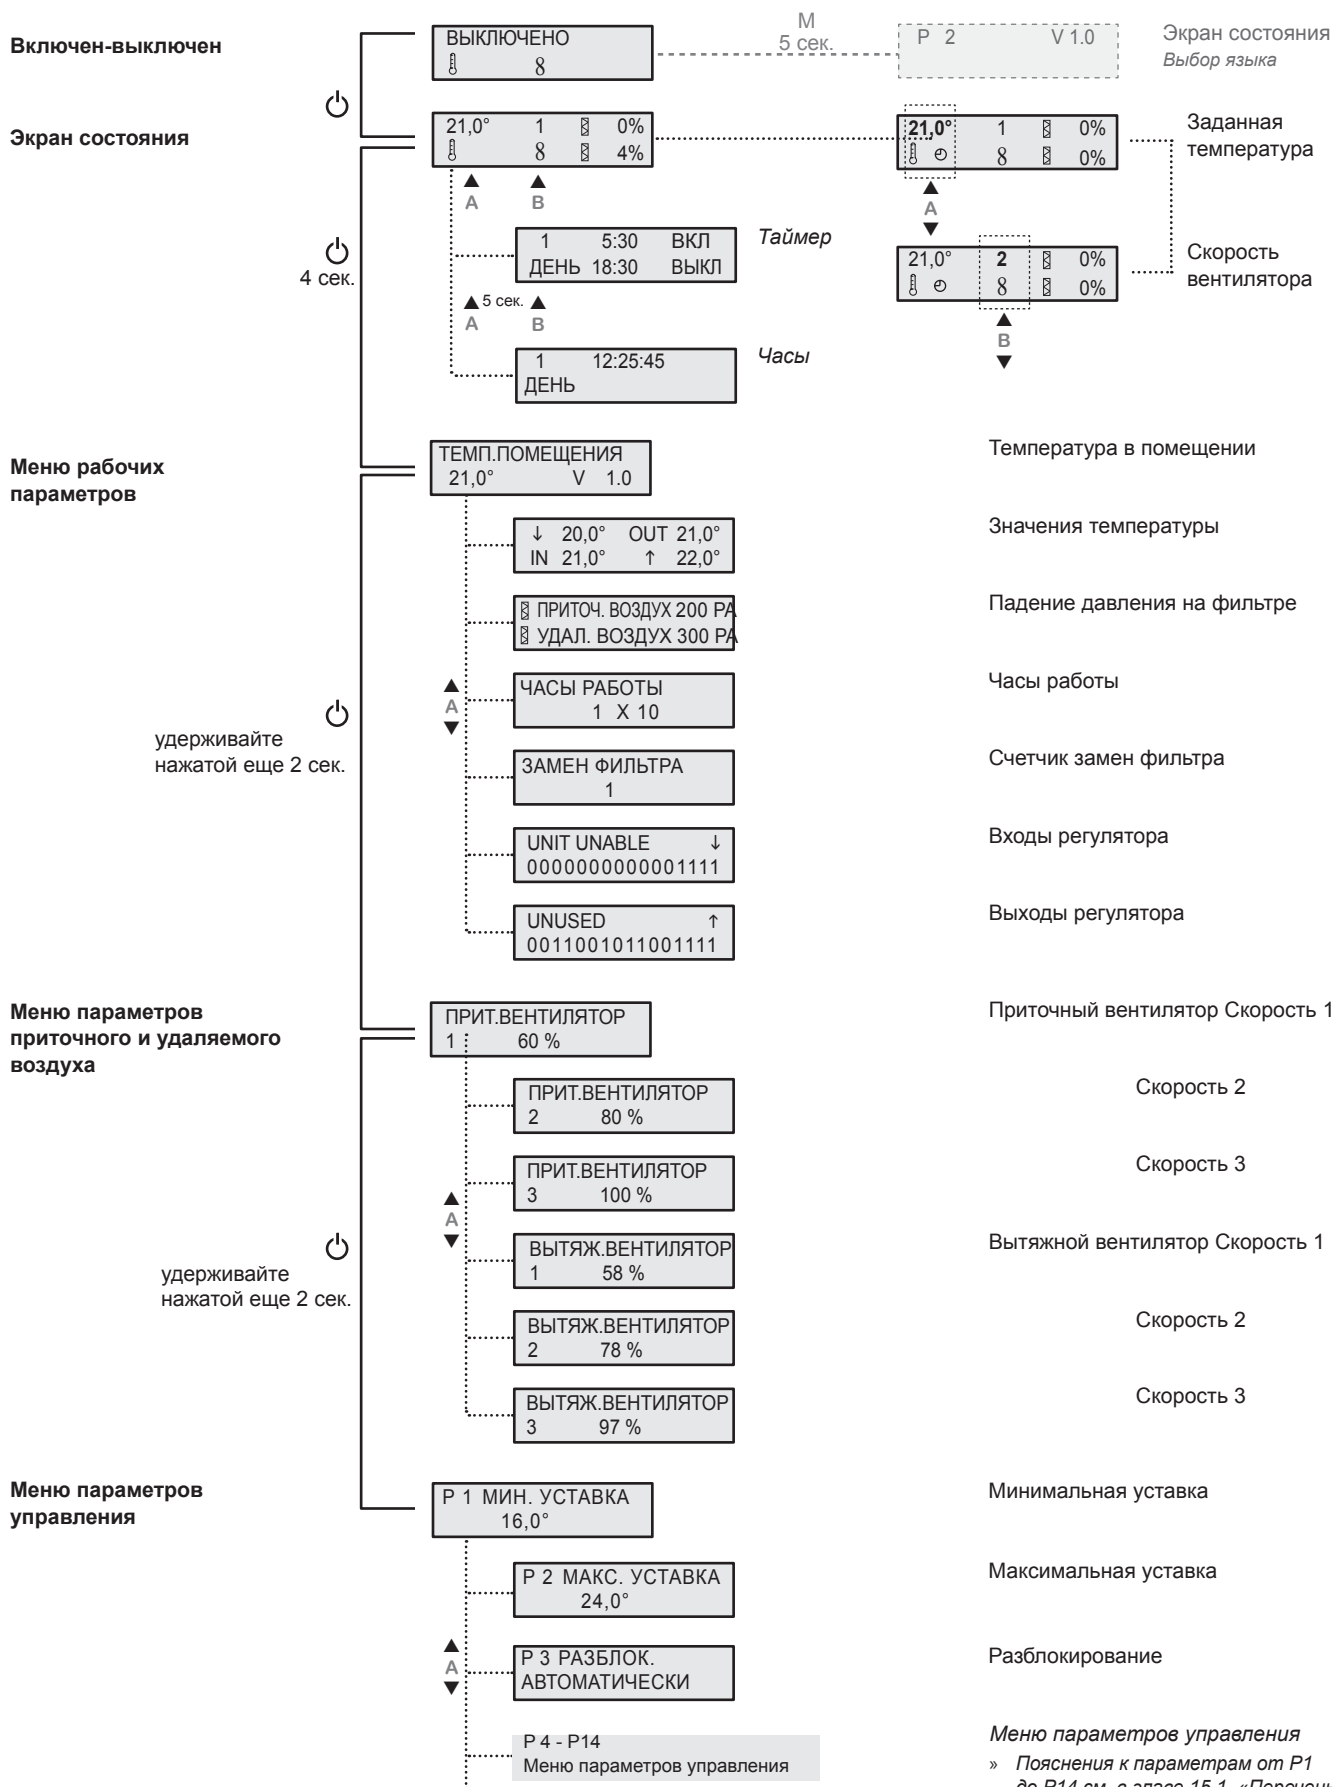 Включен-выключен
ВЫКЛЮЧЕНО
8
M
5 сек.
P 2 V 1.0
Экран состояния
Выбор языка
Экран состояния
21,0° 1 0%
8 4%
A B
21,0° 1 0%
8 0%
Заданная
температура
A
4 сек.
1 5:30 ВКЛ
ДЕНЬ 18:30 ВЫКЛ
Таймер
21,0° 2 0%
8 0%
Скорость
вентилятора
5 сек.
A B
B
1 12:25:45
ДЕНЬ
Часы
Меню рабочих
параметров
ТЕМП.ПОМЕЩЕНИЯ
21,0° V 1.0
Температура в помещении
↓ 20,0° OUT 21,0°
IN 21,0° ↑ 22,0°
Значения температуры
ПРИТОЧ. ВОЗДУХ 200 PA
УДАЛ. ВОЗДУХ 300 PA
Падение давления на фильтре
A
ЧАСЫ РАБОТЫ
1 X 10
Часы работы
удерживайте
нажатой еще 2 сек.
ЗАМЕН ФИЛЬТРА
1
Счетчик замен фильтра
UNIT UNABLE ↓
0000000000001111
Входы регулятора
UNUSED ↑
0011001011001111
Выходы регулятора
Меню параметров
приточного и удаляемого
воздуха
ПРИТ.ВЕНТИЛЯТОР
1 60 %
Приточный вентилятор Скорость 1
ПРИТ.ВЕНТИЛЯТОР
2 80 %
Скорость 2
ПРИТ.ВЕНТИЛЯТОР
3 100 %
Скорость 3
A
удерживайте
нажатой еще 2 сек.
ВЫТЯЖ.ВЕНТИЛЯТОР
1 58 %
Вытяжной вентилятор Скорость 1
ВЫТЯЖ.ВЕНТИЛЯТОР
2 78 %
Скорость 2
ВЫТЯЖ.ВЕНТИЛЯТОР
3 97 %
Скорость 3
Меню параметров
управления
P 1 МИН. УСТАВКА
16,0°
Минимальная уставка
P 2 МАКС. УСТАВКА
24,0°
Максимальная уставка
A
P 3 РАЗБЛОК.
АВТОМАТИЧЕСКИ
Разблокирование
P 4 - P14
Меню параметров управления
Меню параметров управления
» Пояснения к параметрам от P1
до P14 см. в главе 15.1 «Перечень